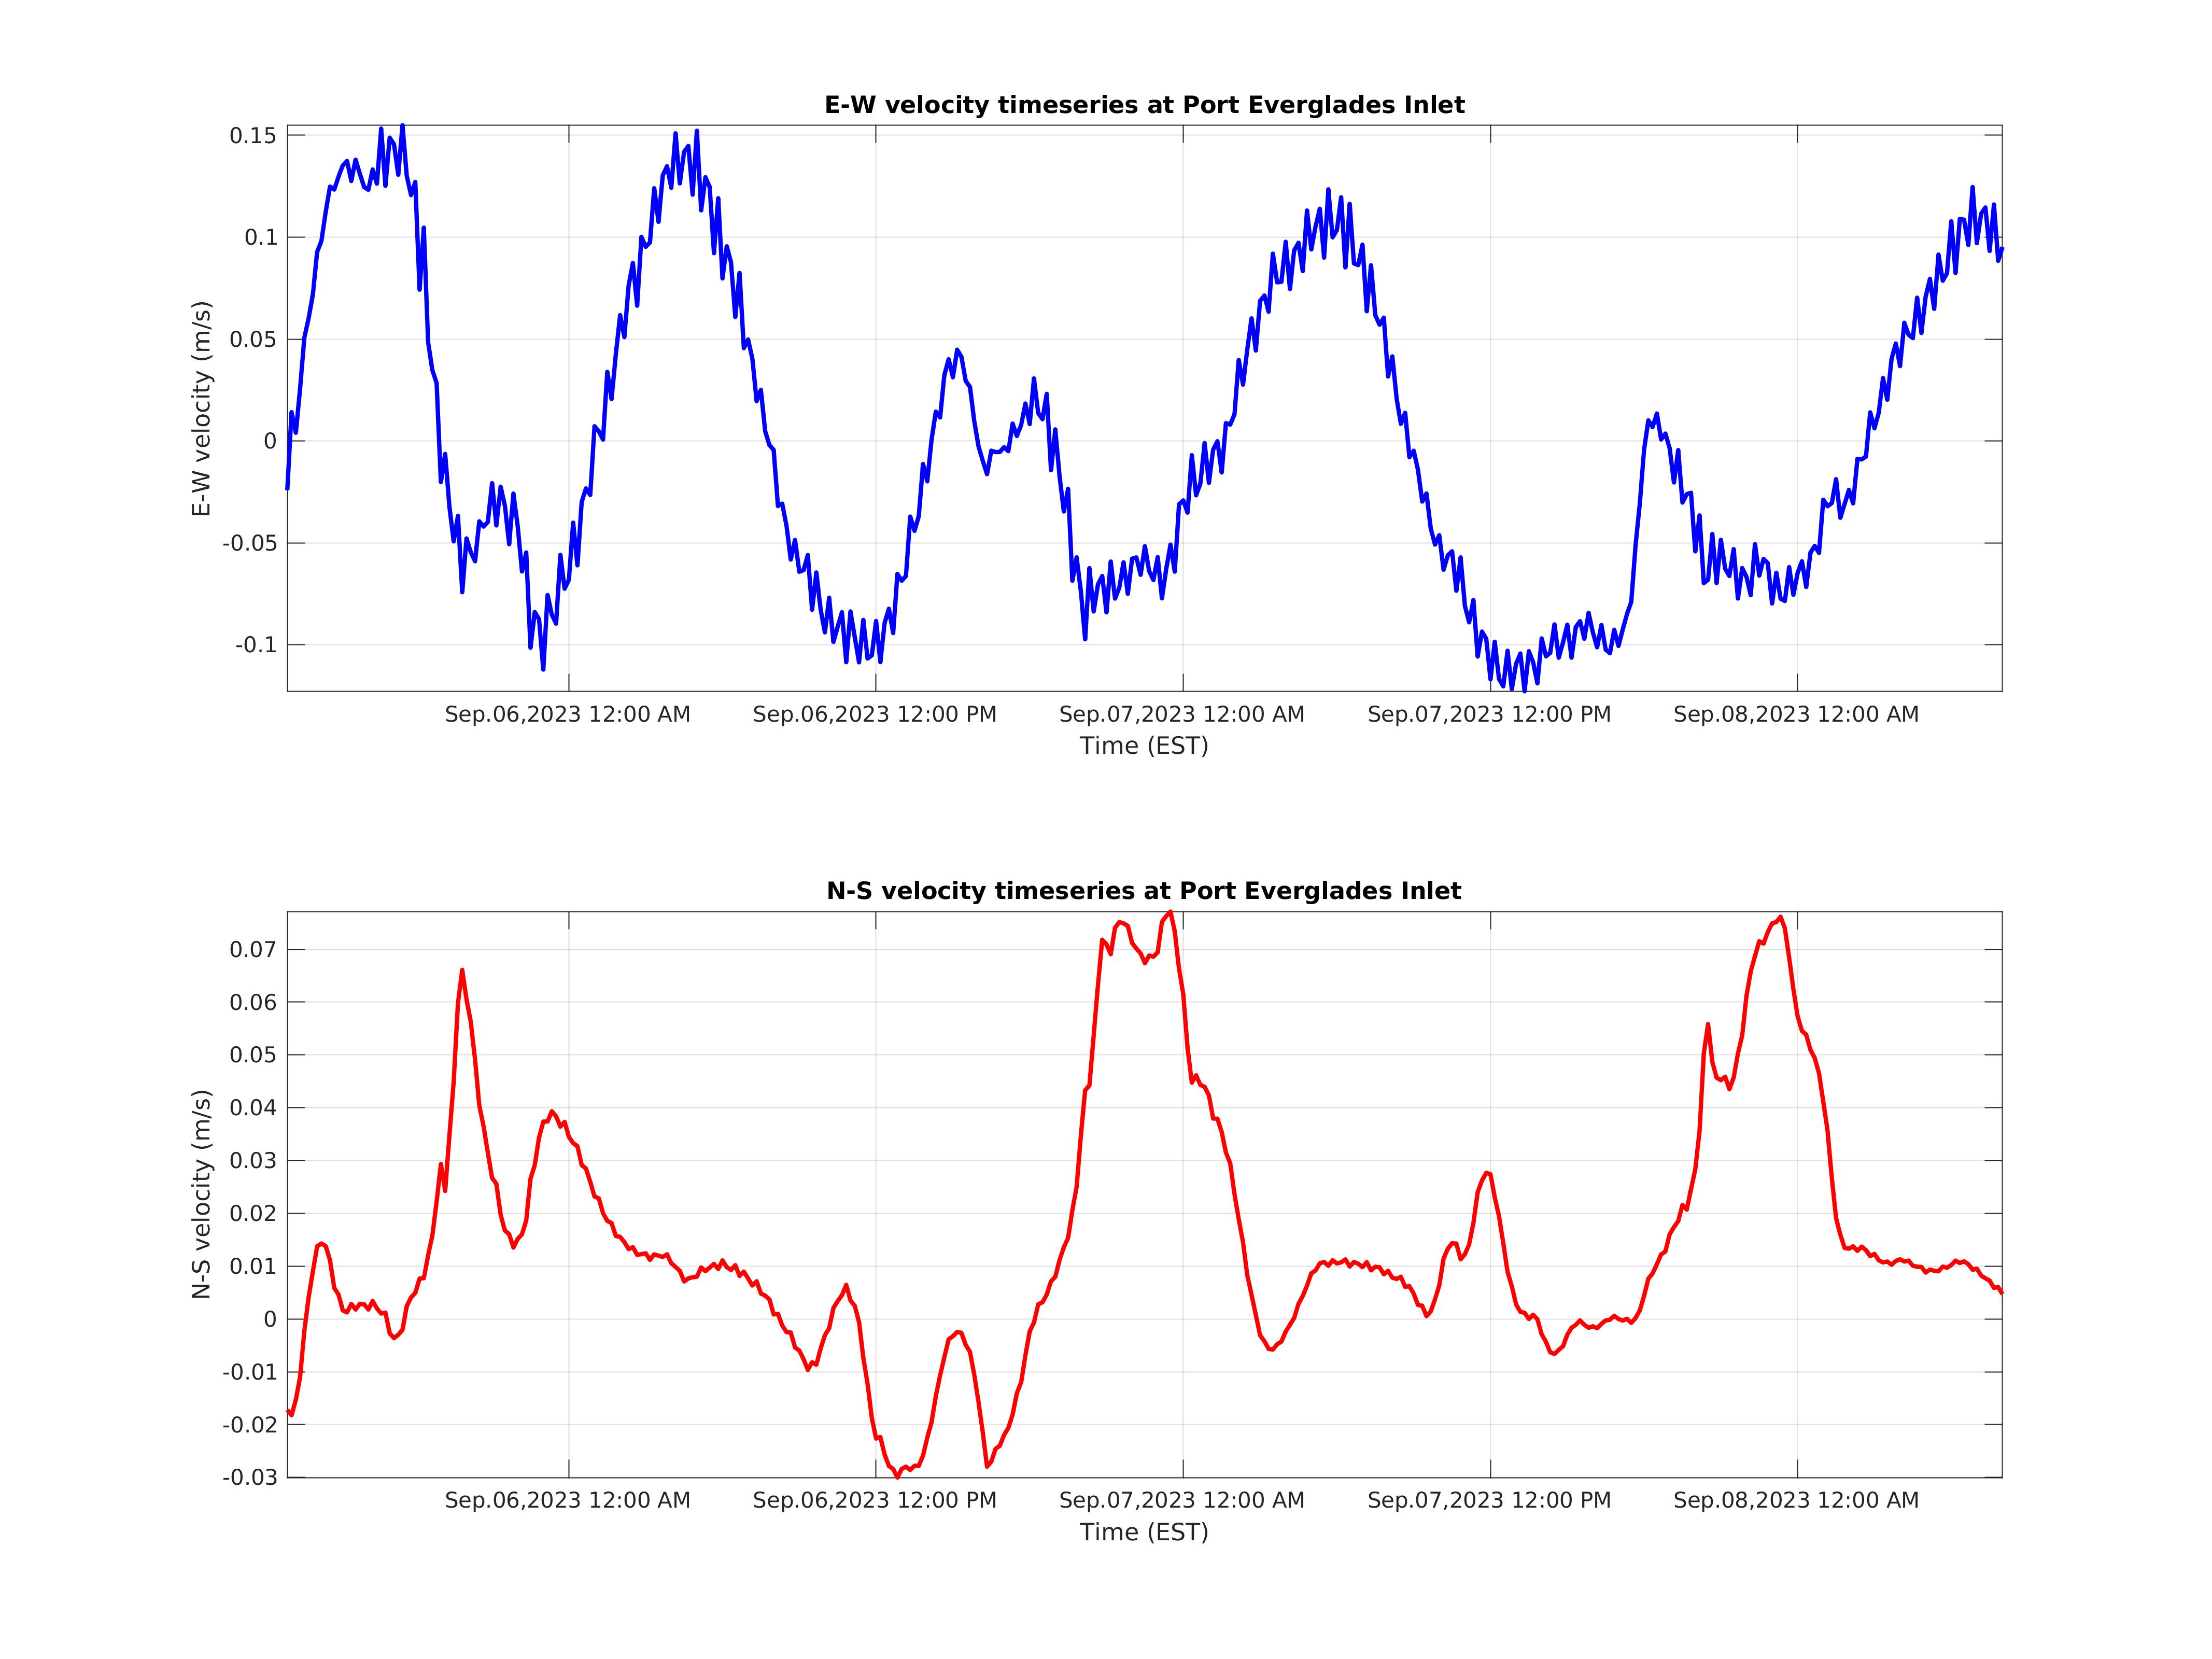 E-W velocity timeseries at Port Everglades Inlet
0.15
0.1
0.05
0
-0.05
-0.1
E-W velocity (m/s)
Sep.06,2023 12:00 AM Sep.06,2023 12:00 PM Sep.07,2023 12:00 AM Sep.07,2023 12:00 PM Sep.08,2023 12:00 AM
Time (EST)
N-S velocity timeseries at Port Everglades Inlet
0.07
0.06
0.05
0.04
0.03
0.02
0.01
0
-0.01
-0.02
-0.03
N-S velocity (m/s)
Sep.06,2023 12:00 AM Sep.06,2023 12:00 PM Sep.07,2023 12:00 AM Sep.07,2023 12:00 PM Sep.08,2023 12:00 AM
Time (EST)